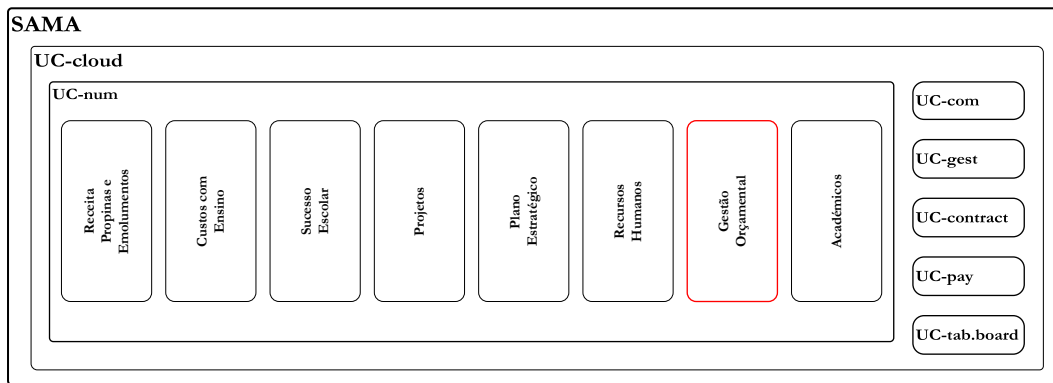 SAMA
UC-cloud
UC-num
Receita
Propinas e
Emolumentos
Custos com
Ensino
Sucesso
Escolar
Projetos
Plano
Estratégico
Recursos
Humanos
Gestão
Orçamental
Académicos
UC-com
UC-gest
UC-contract
UC-pay
UC-tab.board